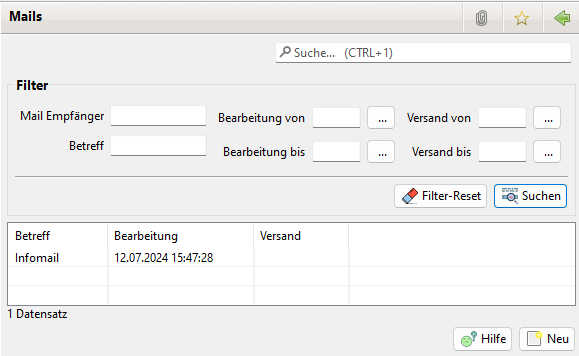 Mails
Suche... (CTRL+1)
Filter
Mail Empfänger Bearbeitung von ... Versand von ...
Betreff Bearbeitung bis ... Versand bis ...
Filter-Reset Suchen
Betreff Bearbeitung Versand
Infomail 12.07.2024 15:47:28
1 Datensatz
Hilfe Neu